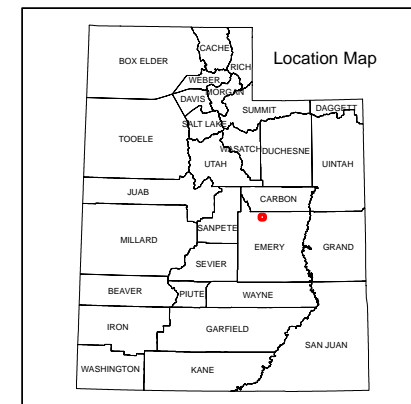 Location Map
CACHE
BOX ELDER
RICH
WEBER
MORGAN
DAVIS
SUMMIT
DAGGETT
SALT LAKE
TOOELE
WASATCH
DUCHESNE
UTAH
UINTAH
JUAB
CARBON
SANPETE
MILLARD
EMERY
GRAND
SEVIER
BEAVER
PIUTE
WAYNE
IRON
GARFIELD
SAN JUAN
WASHINGTON
KANE